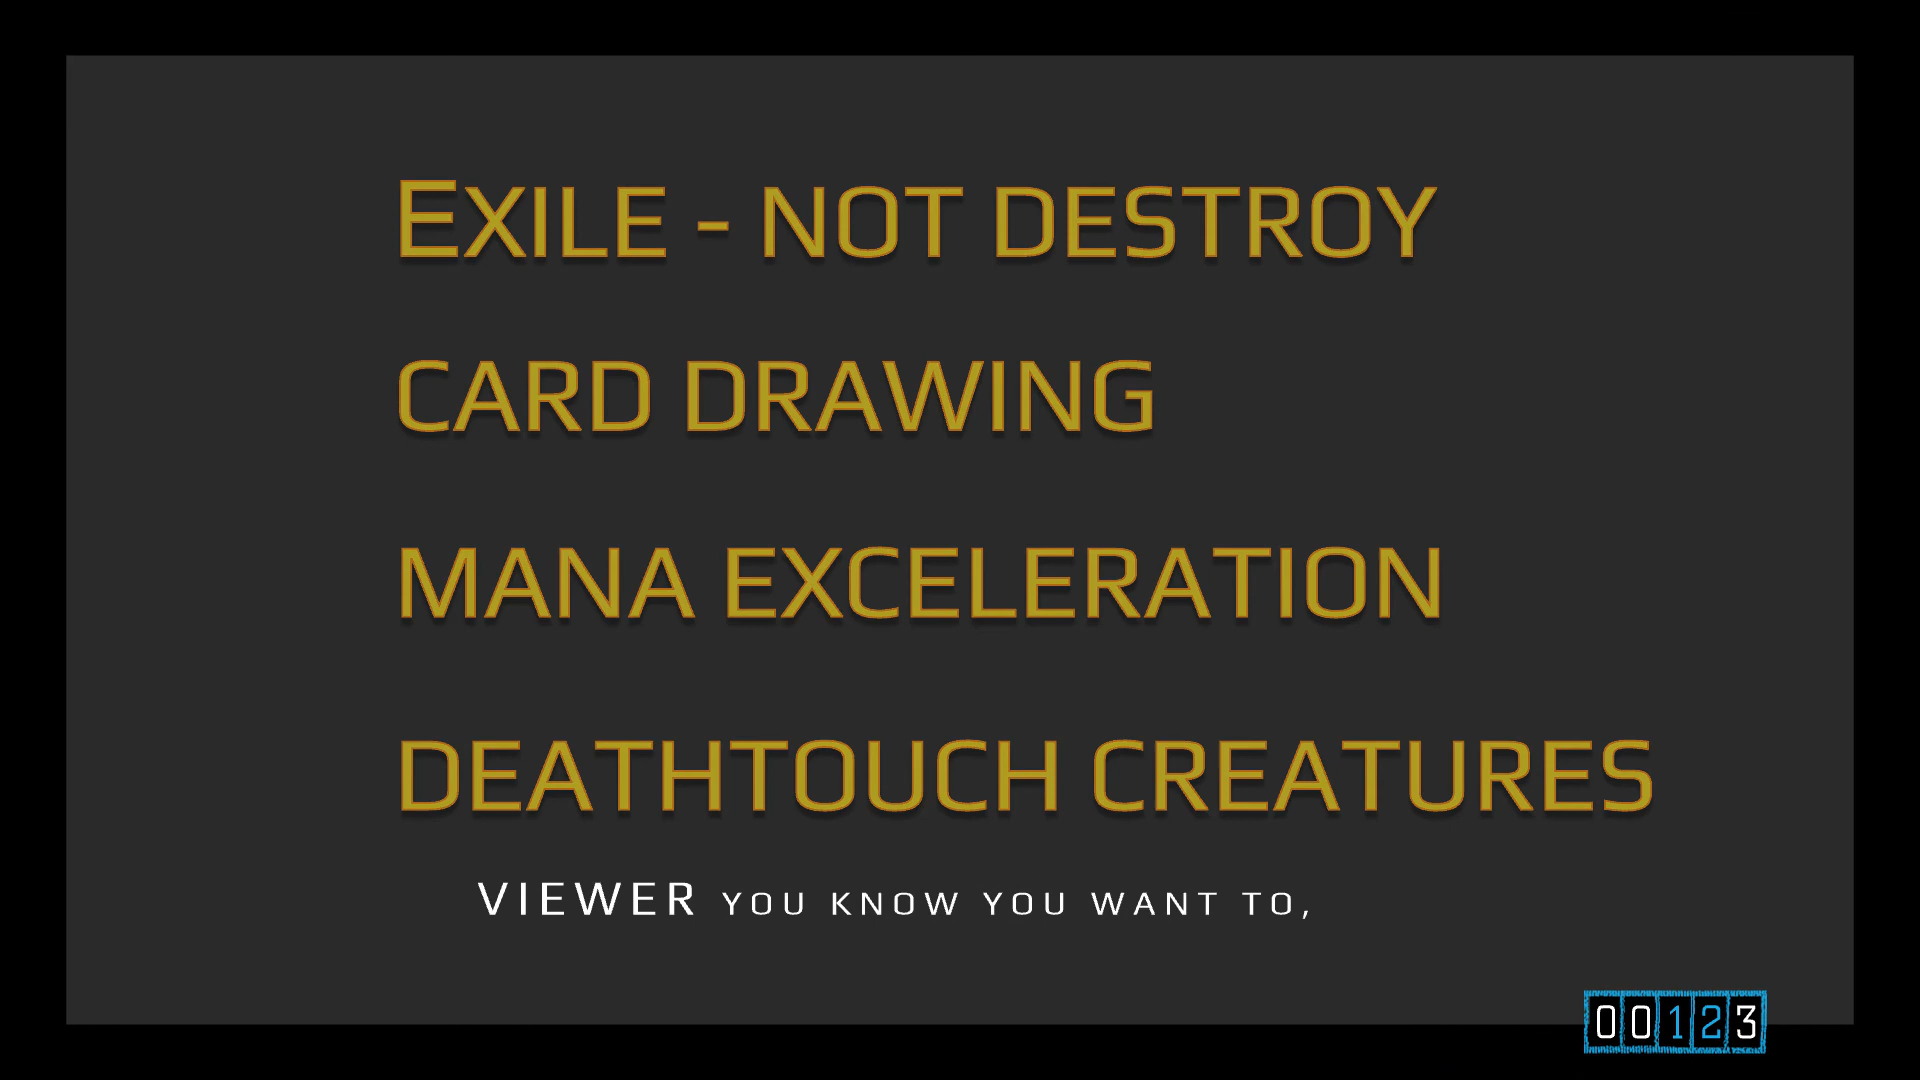 EXILE - NOT DESTROY
CARD DRAWING
MANA EXCELERATION
DEATHTOUCH CREATURES
VIEWER YOU KNOW YOU WANT TO,
00123